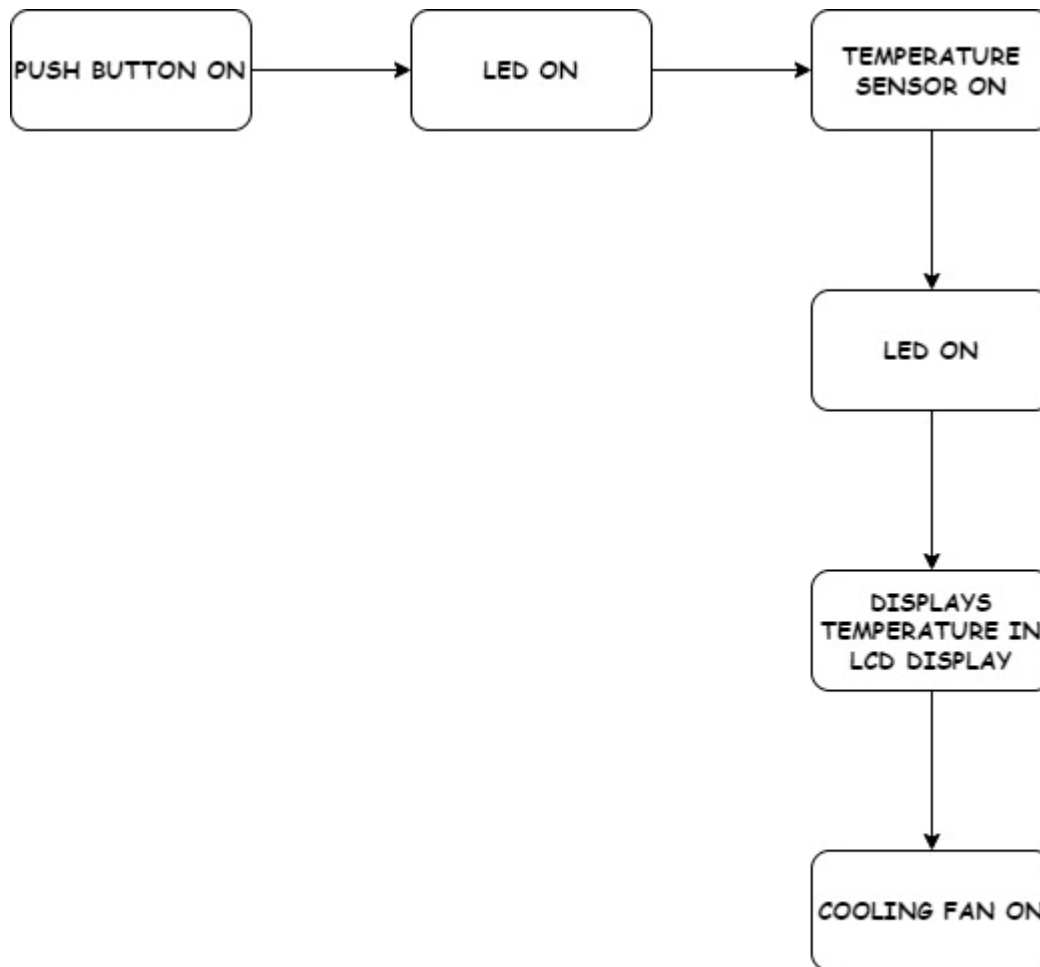 PUSH BUTTON ON
LED ON
TEMPERATURE
SENSOR ON
LED ON
DISPLAYS
TEMPERATURE IN
LCD DISPLAY
COOLING FAN ON